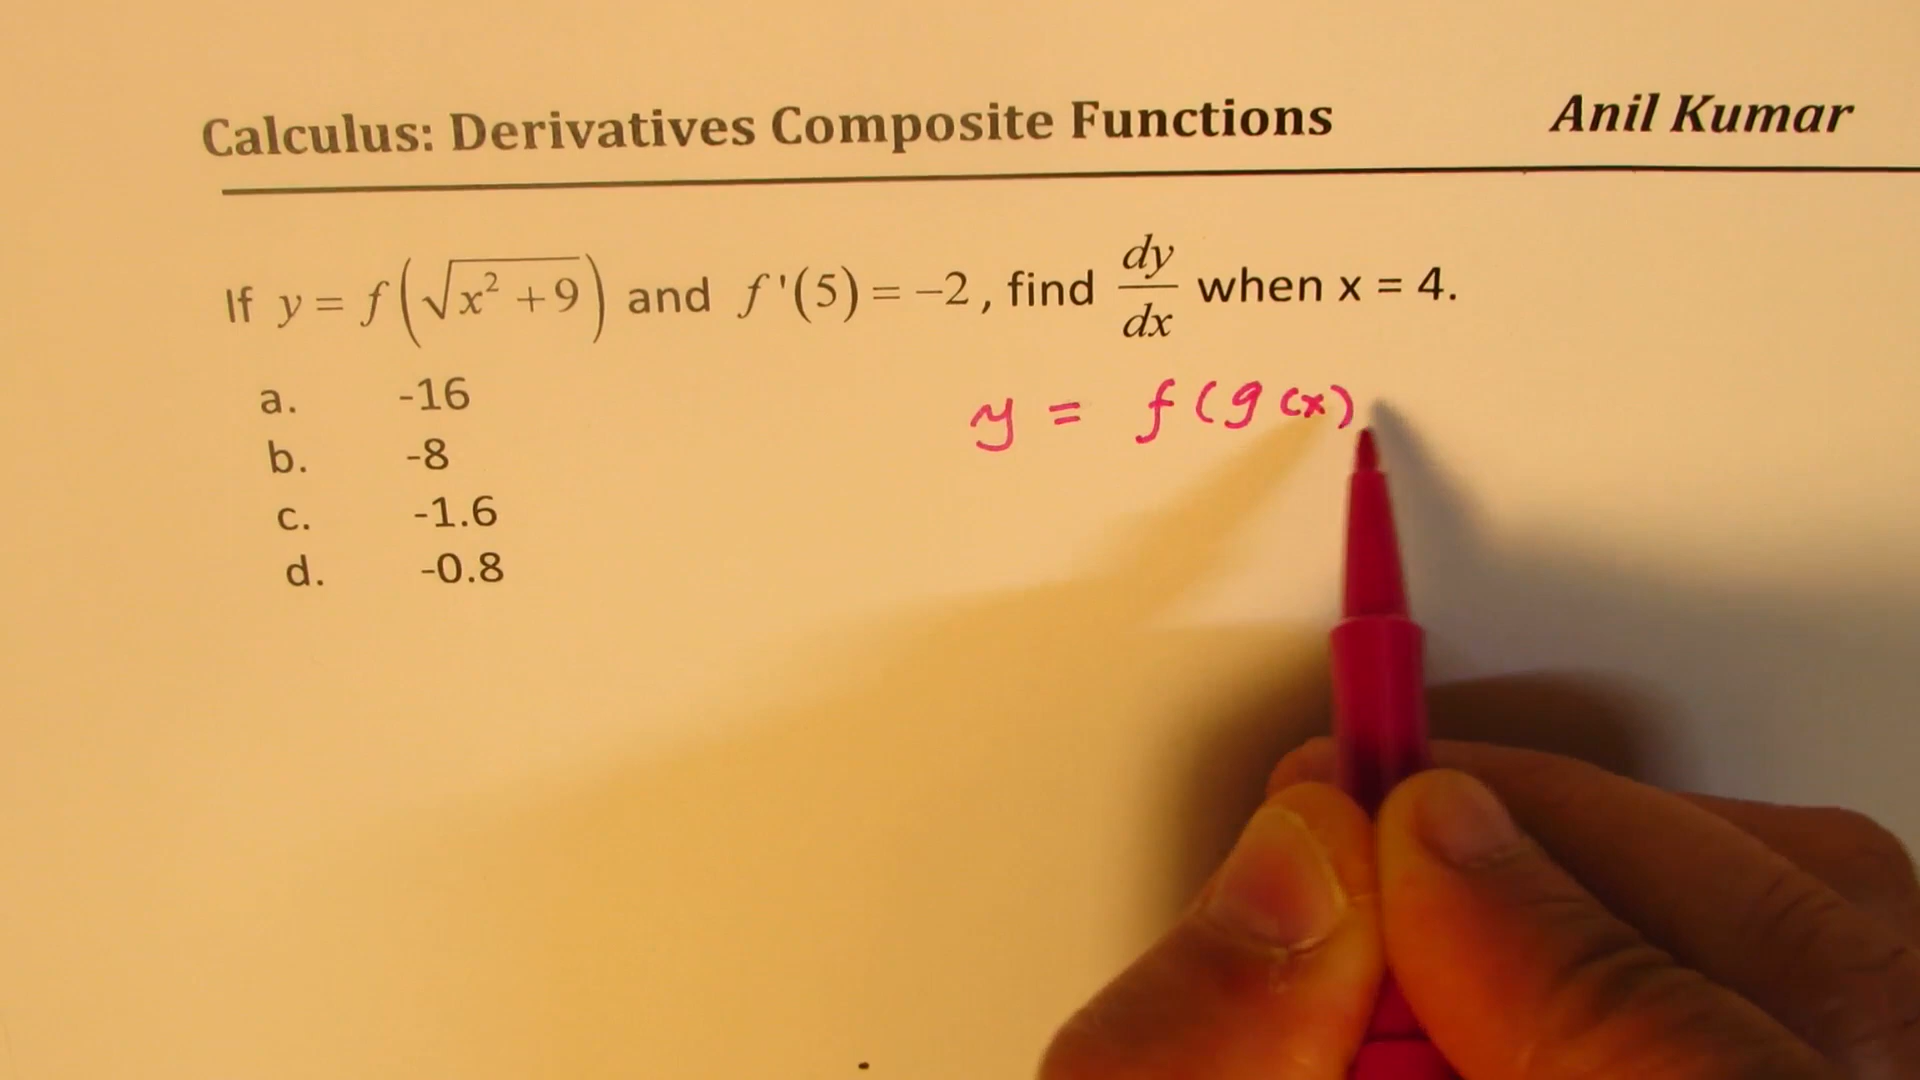 Calculus: Derivatives Composite Functions Anil Kumar
If y = f(√(x² + 9)) and f'(5) = −2, find dy/dx when x = 4.
a. -16
b. -8
c. -1.6
d. -0.8
y = f(g(x)